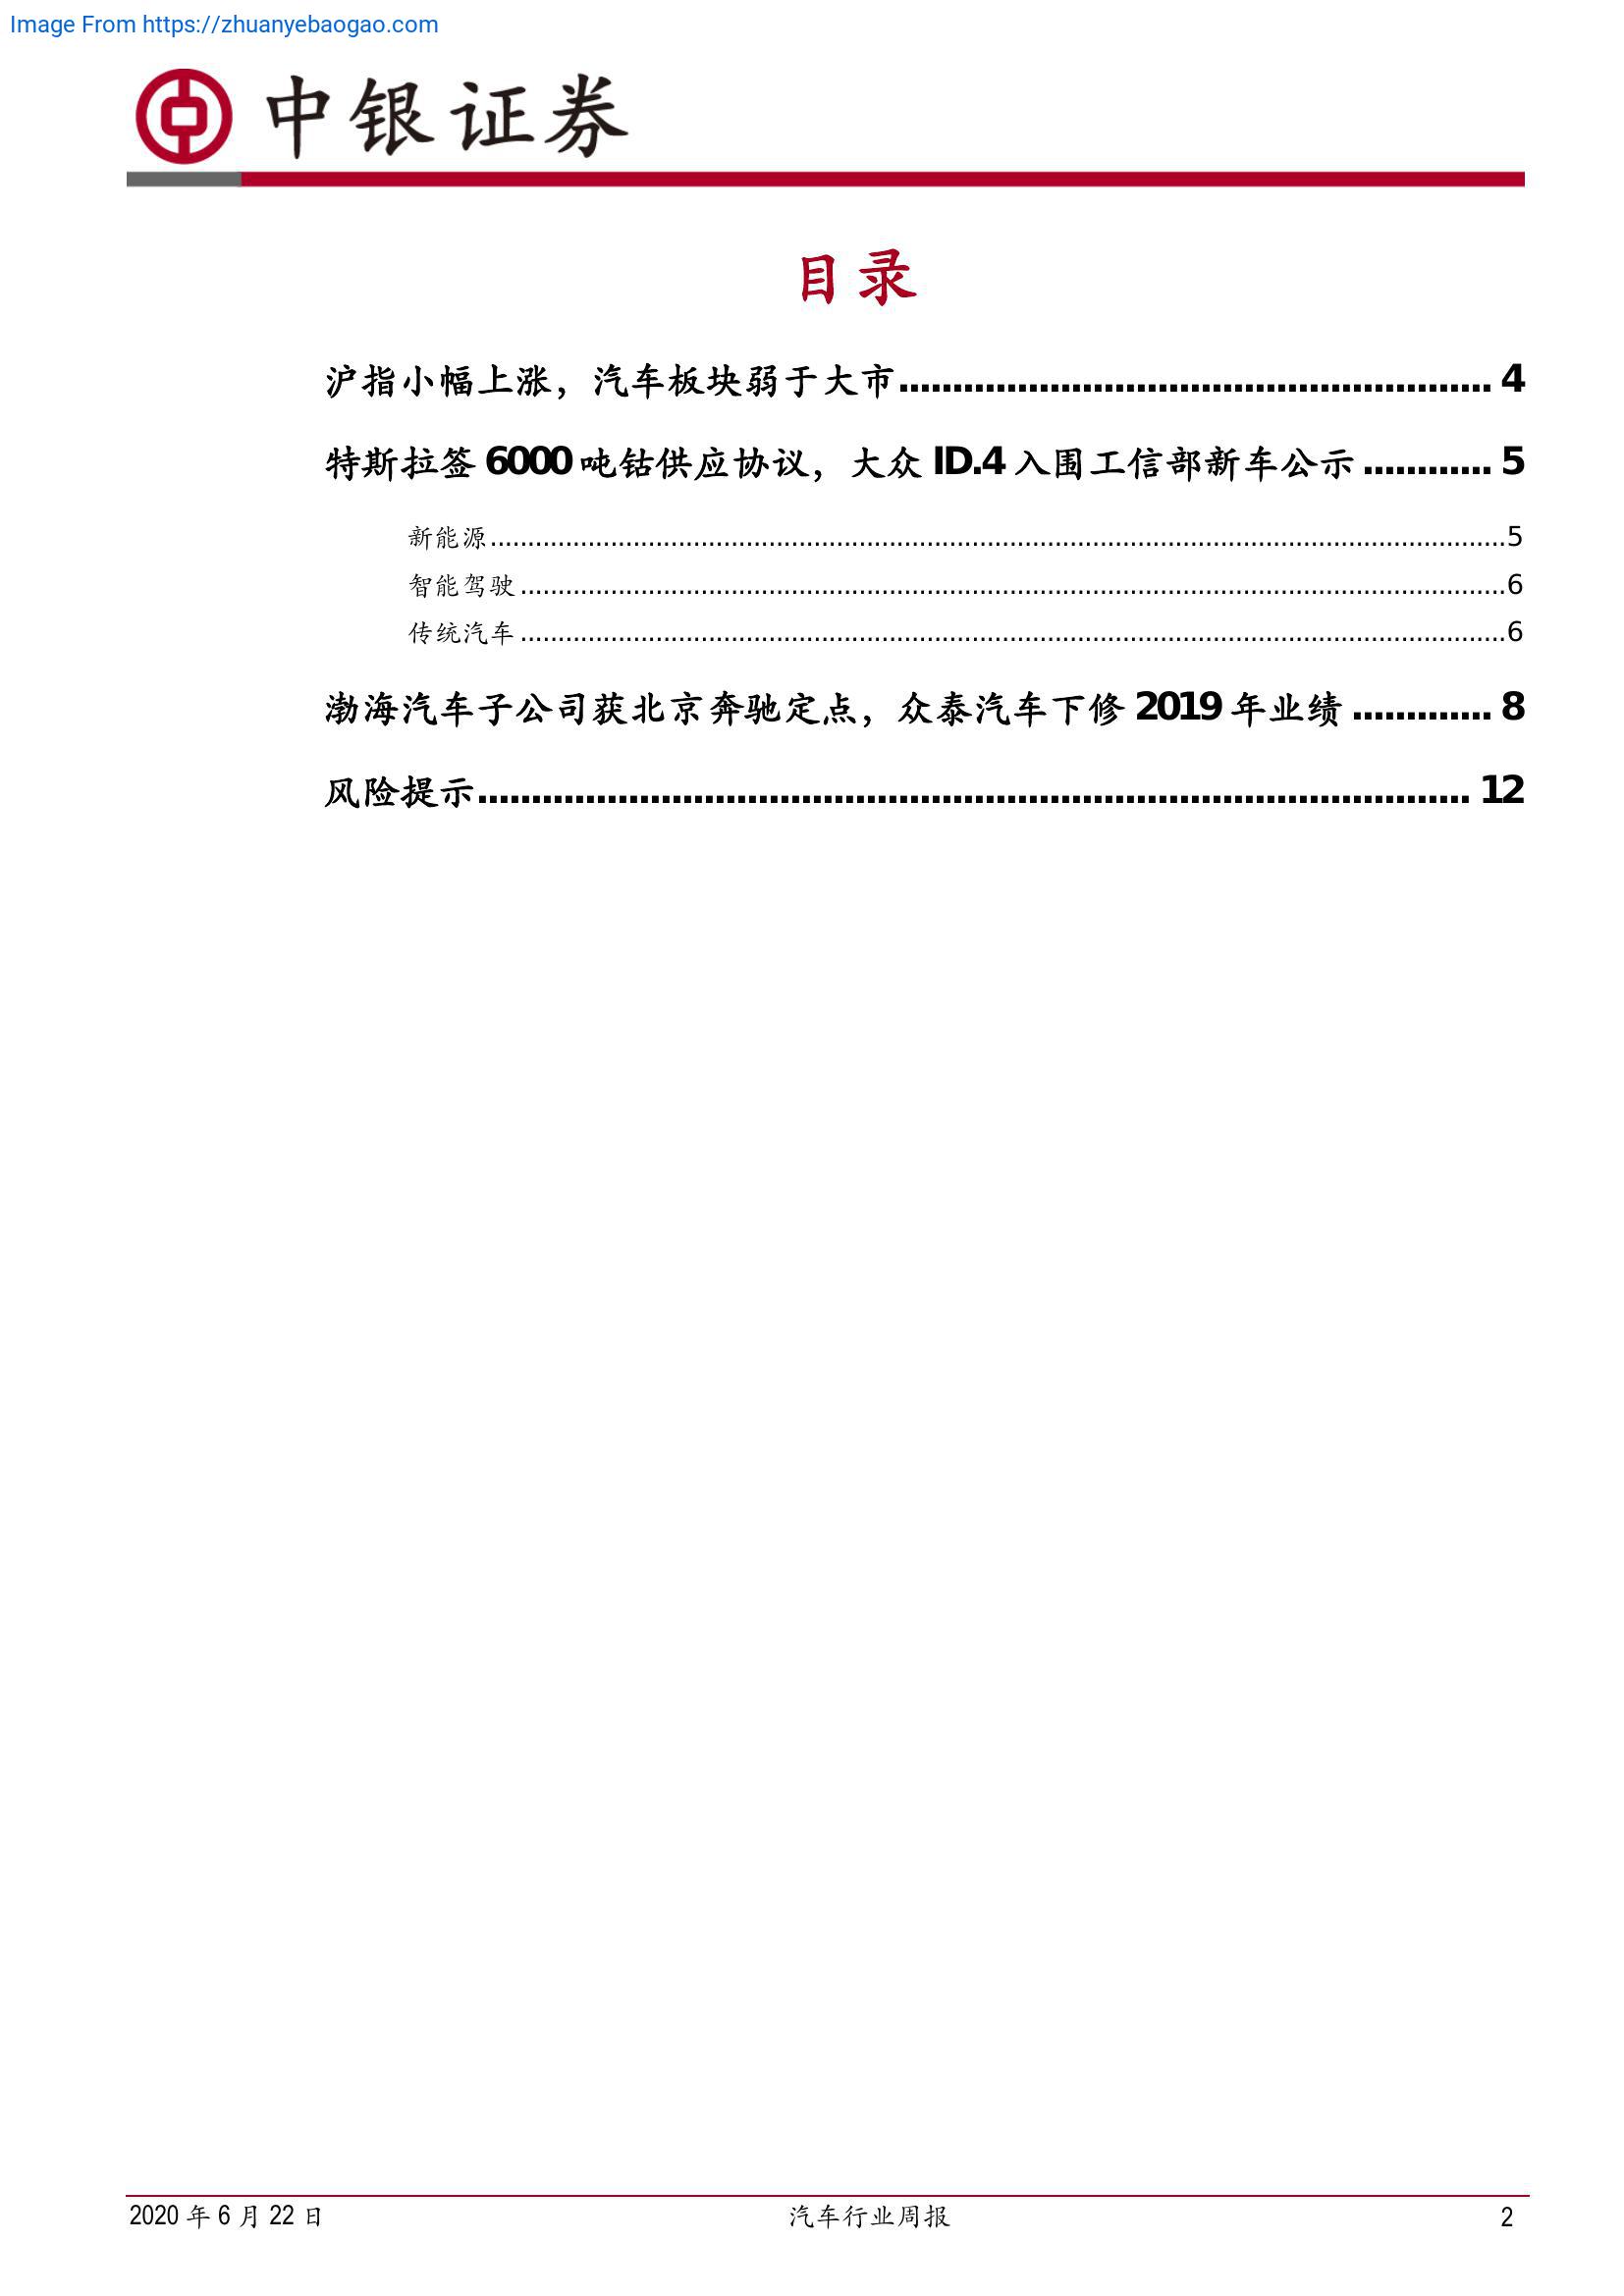 Image From https://zhuanyebaogao.com
中银证券
目录
沪指小幅上涨，汽车板块弱于大市........................................................ 4
特斯拉签 6000 吨钴供应协议，大众 ID.4 入围工信部新车公示 ............ 5
新能源........................................................................................................................................5
智能驾驶 ....................................................................................................................................6
传统汽车 ....................................................................................................................................6
渤海汽车子公司获北京奔驰定点，众泰汽车下修 2019 年业绩 ............. 8
风险提示.............................................................................................. 12
2020 年 6 月 22 日 汽车行业周报 2